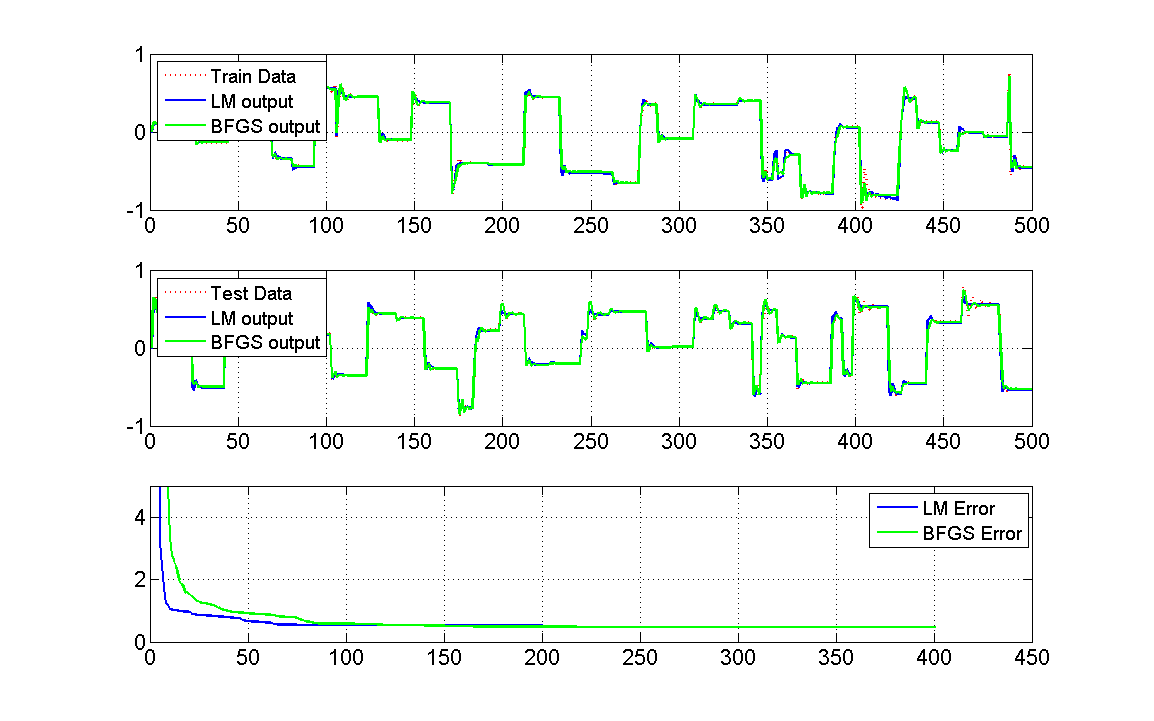 1
0
-1
Train Data
LM output
BFGS output
0 50 100 150 200 250 300 350 400 450 500
1
0
-1
Test Data
LM output
BFGS output
0 50 100 150 200 250 300 350 400 450 500
4
2
0
LM Error
BFGS Error
0 50 100 150 200 250 300 350 400 450